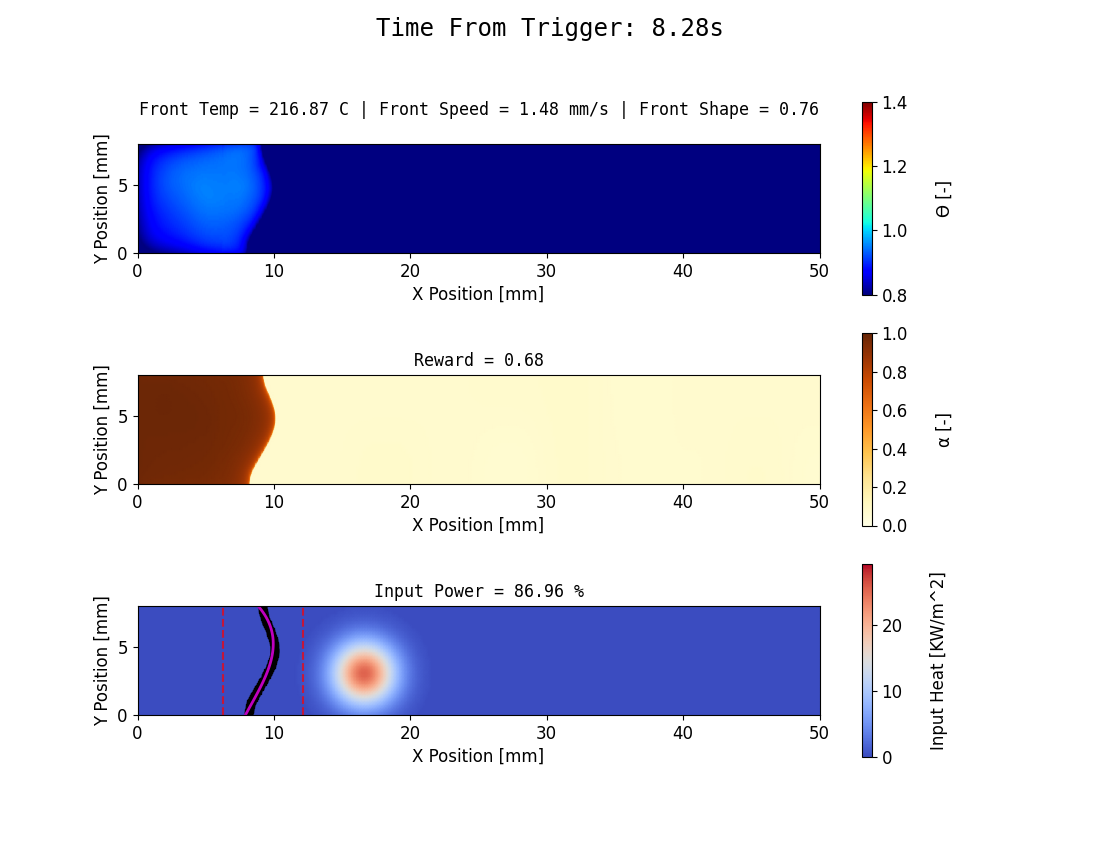 Time From Trigger: 8.28s
Front Temp = 216.87 C | Front Speed = 1.48 mm/s | Front Shape = 0.76
Y Position [mm]
5
0
0 10 20 30 40 50
X Position [mm]
1.4
1.2
1.0
0.8
Θ [-]
Reward = 0.68
Y Position [mm]
5
0
0 10 20 30 40 50
X Position [mm]
1.0
0.8
0.6
0.4
0.2
0.0
α [-]
Input Power = 86.96 %
Y Position [mm]
5
0
0 10 20 30 40 50
X Position [mm]
20
10
0
Input Heat [KW/m^2]